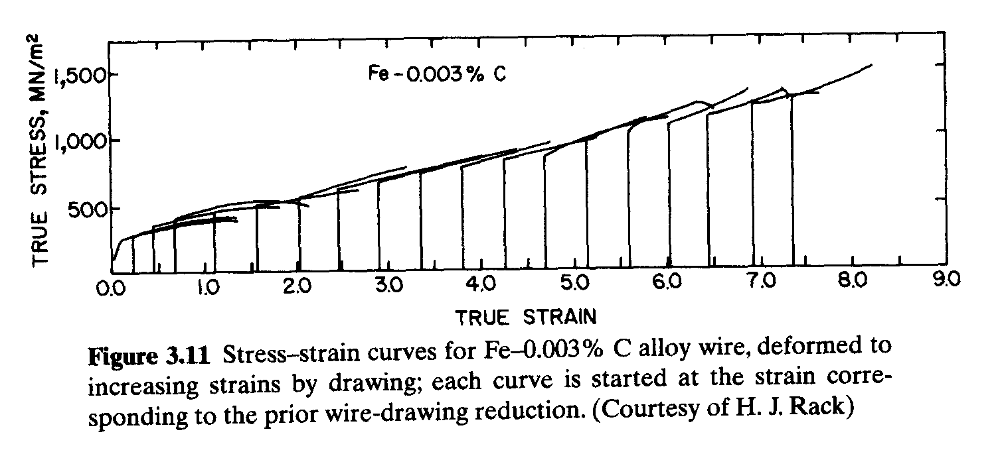 TRUE STRESS, MN/m²
1,500
1,000
500
Fe-0.003% C
0.0 1.0 2.0 3.0 4.0 5.0 6.0 7.0 8.0 9.0
TRUE STRAIN
Figure 3.11 Stress–strain curves for Fe–0.003% C alloy wire, deformed to
increasing strains by drawing; each curve is started at the strain corre-
sponding to the prior wire-drawing reduction. (Courtesy of H. J. Rack)